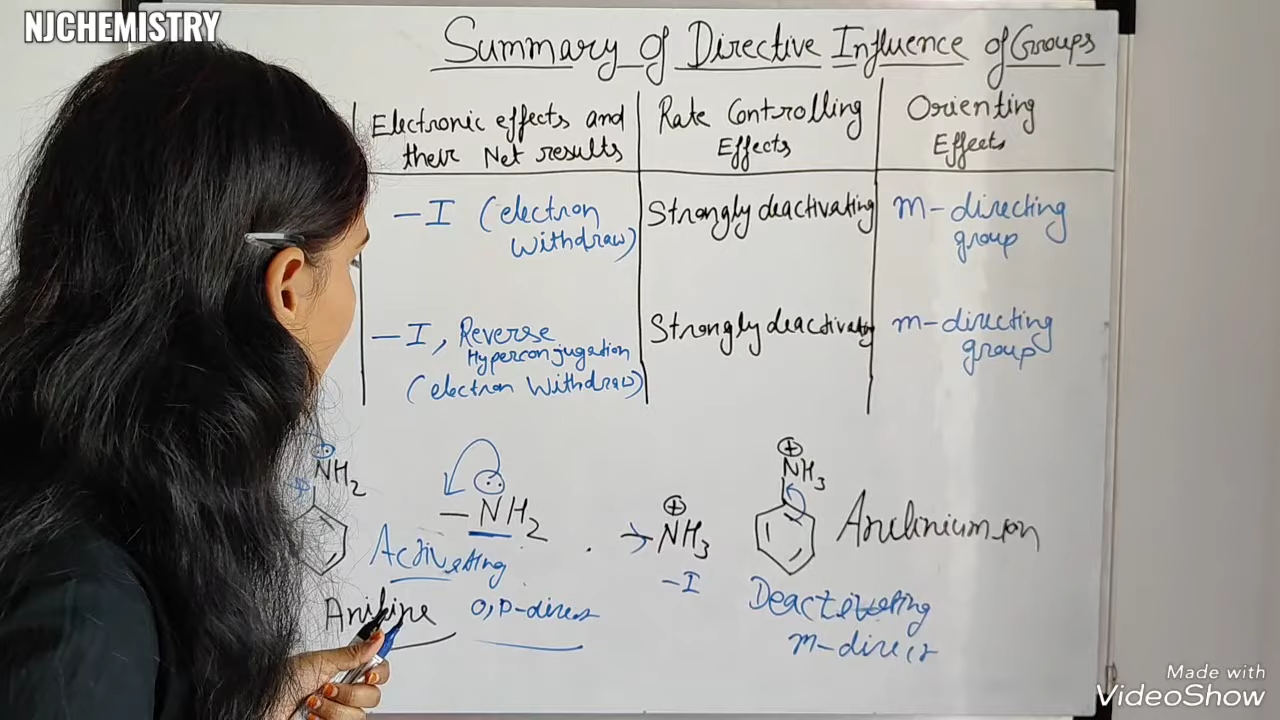 NJCHEMISTRY
Summary of Directive Influence of Groups
Electronic effects and
their Net results
Rate Controlling
Effects
Orienting
Effects
-I (electron
withdraw)
Strongly deactivating
m-directing
group
-I, Reverse
Hyperconjugation
(electron withdraw)
Strongly deactivating
m-directing
group
NH2
-NH2
Activating
Aniline
o,p-direct
⊕
NH3
-I
⊕
NH3
Anilinium ion
Deactivating
m-direct
Made with
VideoShow